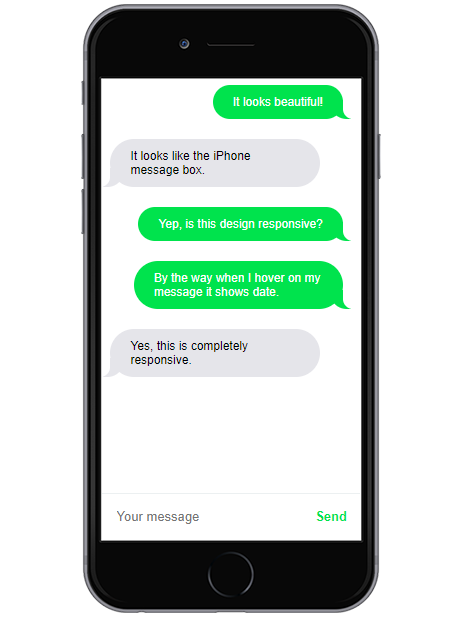 It looks beautiful!
It looks like the iPhone
message box.
Yep, is this design responsive?
By the way when I hover on my
message it shows date.
Yes, this is completely
responsive.
Your message
Send